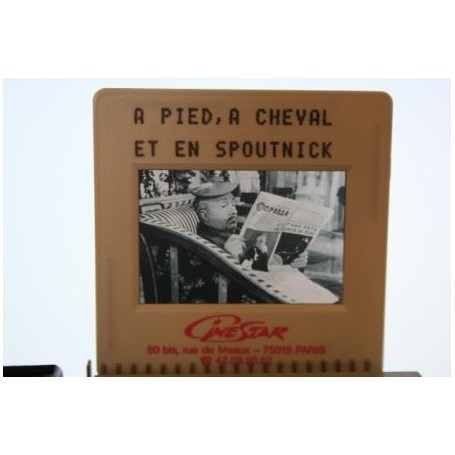 A PIED, A CHEVAL
ET EN SPOUTNICK
CINESTAR
80 bis, rue de Meaux - 75019 PARIS